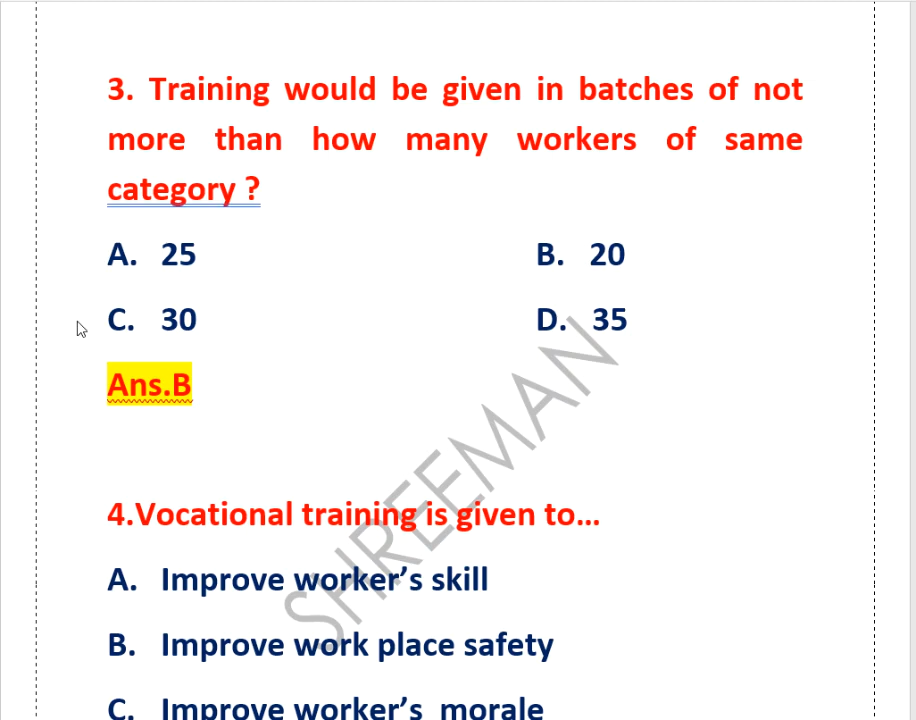 3. Training would be given in batches of not
more than how many workers of same
category ?
A. 25 B. 20
C. 30 D. 35
Ans.B
SHREEMAN
4.Vocational training is given to...
A. Improve worker's skill
B. Improve work place safety
C. Improve worker's morale